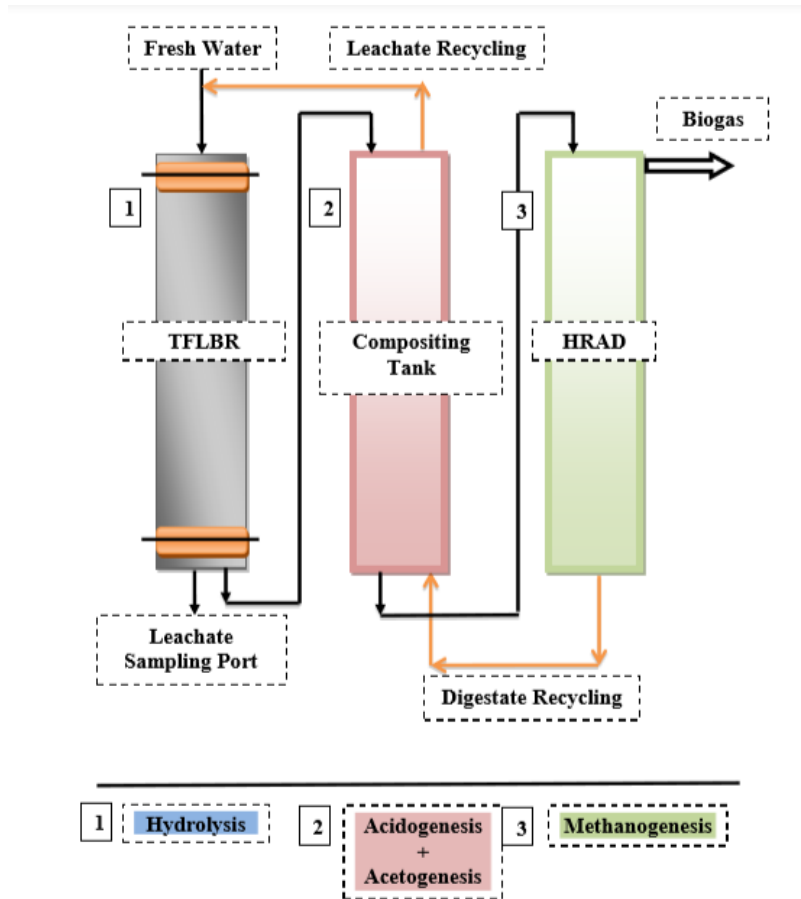 Fresh Water
Leachate Recycling
Biogas
1
2
3
TFLBR
Compositing
Tank
HRAD
Leachate
Sampling Port
Digestate Recycling
1
Hydrolysis
2
Acidogenesis
+
Acetogenesis
3
Methanogenesis